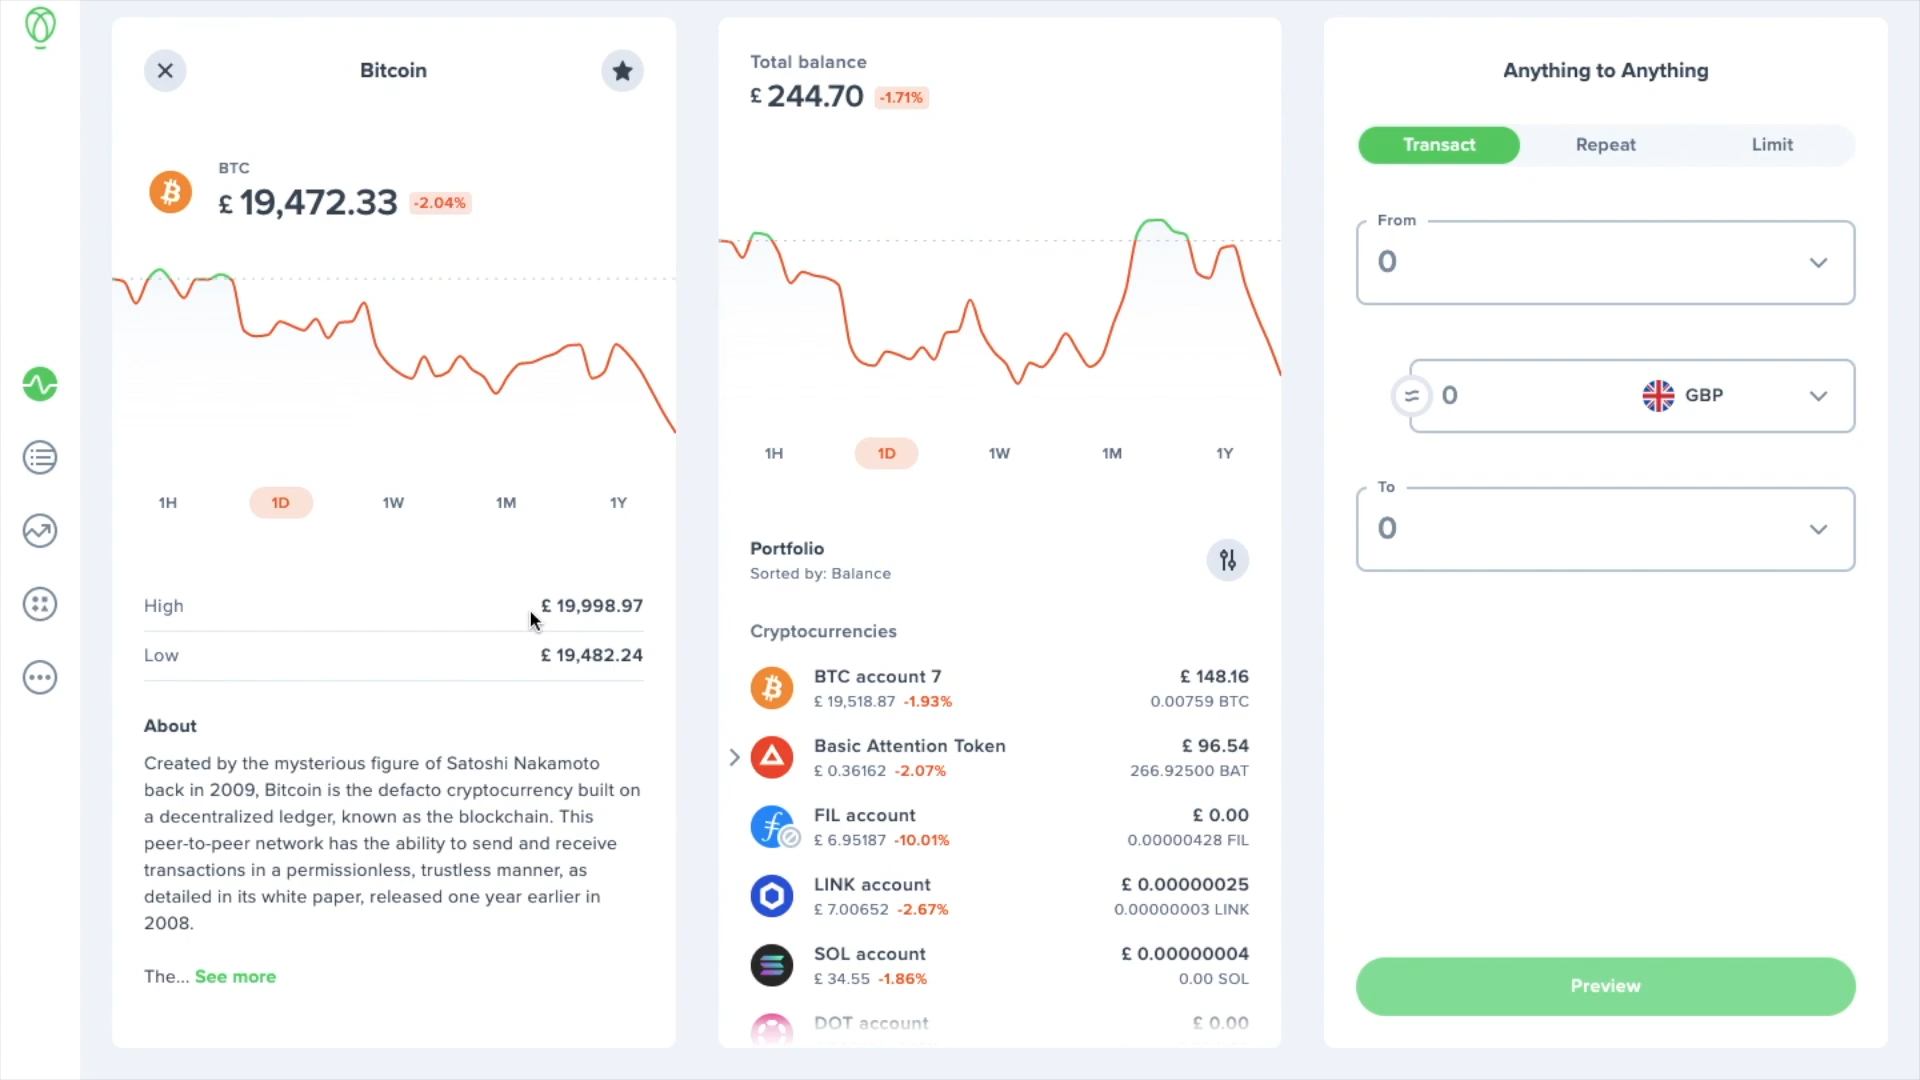 Bitcoin
BTC
£ 19,472.33 -2.04%
1H 1D 1W 1M 1Y
High £ 19,998.97
Low £ 19,482.24
About
Created by the mysterious figure of Satoshi Nakamoto
back in 2009, Bitcoin is the defacto cryptocurrency built on
a decentralized ledger, known as the blockchain. This
peer-to-peer network has the ability to send and receive
transactions in a permissionless, trustless manner, as
detailed in its white paper, released one year earlier in
2008.
The... See more
Total balance
£ 244.70 -1.71%
1H 1D 1W 1M 1Y
Portfolio
Sorted by: Balance
Cryptocurrencies
BTC account 7 £ 148.16
£ 19,518.87 -1.93% 0.00759 BTC
Basic Attention Token £ 96.54
£ 0.36162 -2.07% 266.92500 BAT
FIL account £ 0.00
£ 6.95187 -10.01% 0.00000428 FIL
LINK account £ 0.00000025
£ 7.00652 -2.67% 0.00000003 LINK
SOL account £ 0.00000004
£ 34.55 -1.86% 0.00 SOL
DOT account £ 0.00
Anything to Anything
Transact Repeat Limit
From
0
0 GBP
To
0
Preview